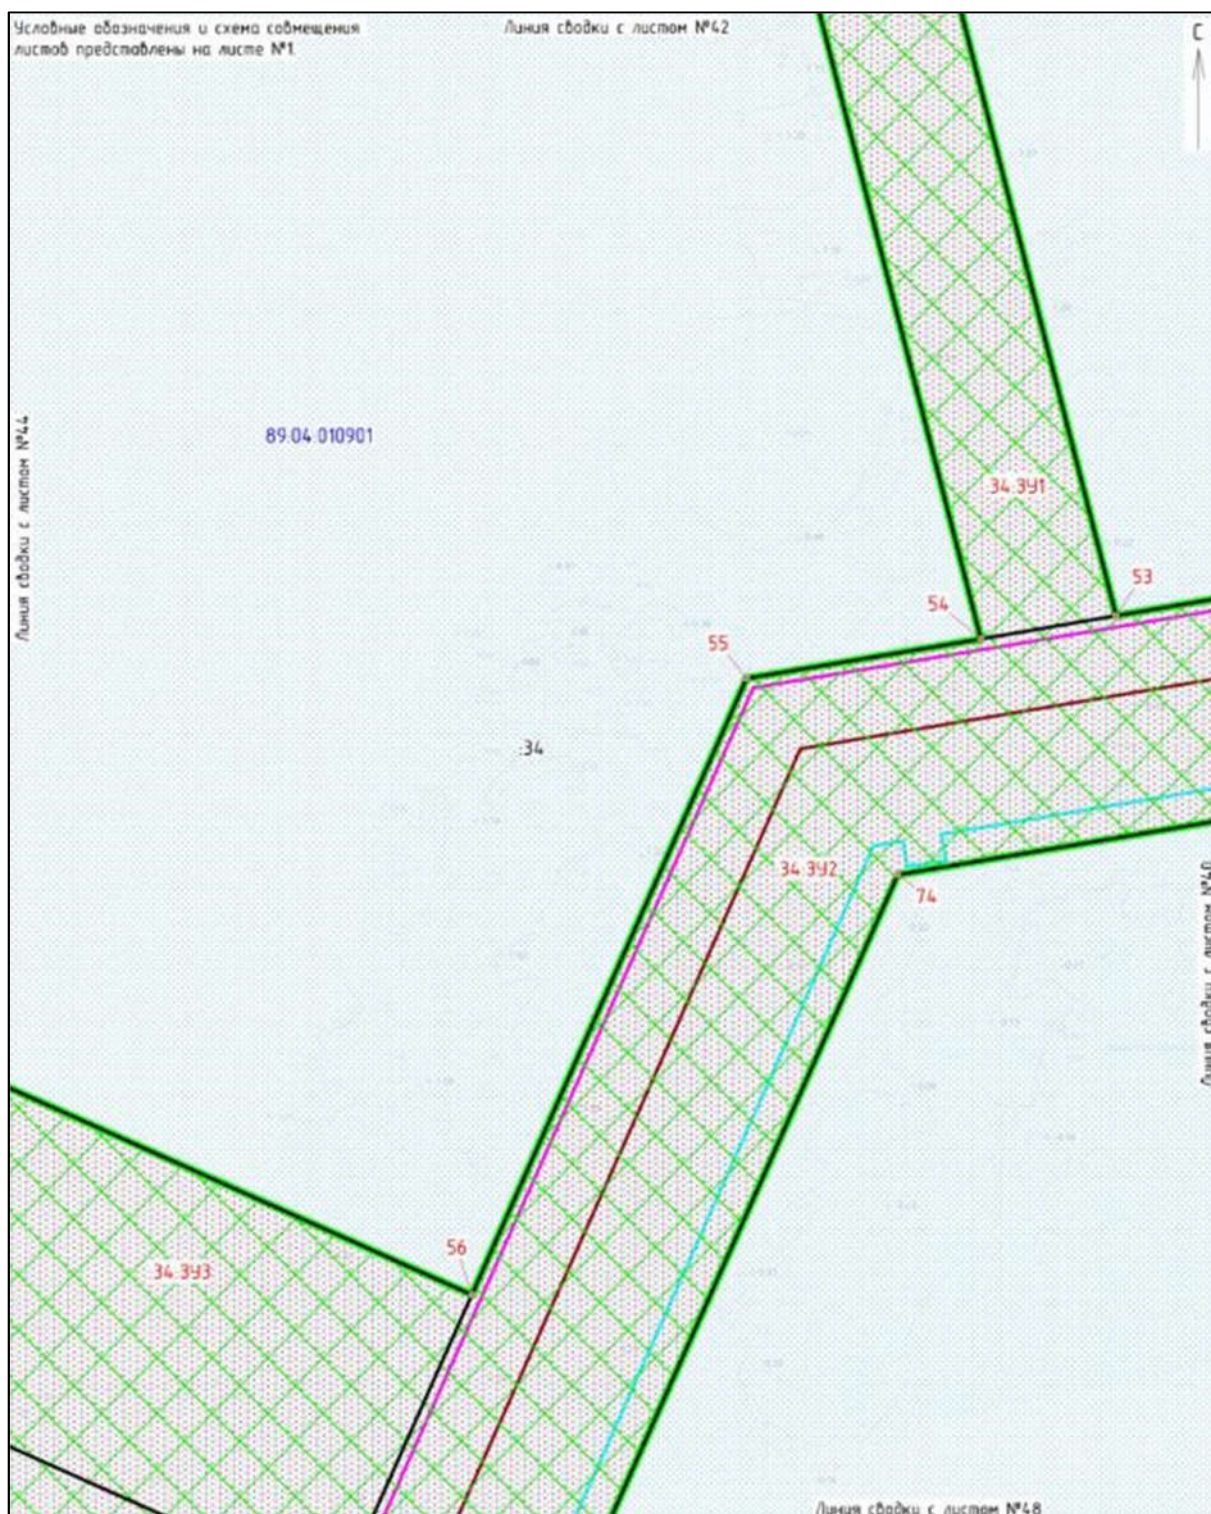 Условные обозначения и схема совмещения
листов представлены на листе №1
Линия сводки с листом №42
С
Линия сводки с листом №44
89:04:010901
34:ЗУ1
53
54
55
:34
34:ЗУ2
74
Линия сводки с листом №40
56
34:ЗУ3
Линия сводки с листом №48